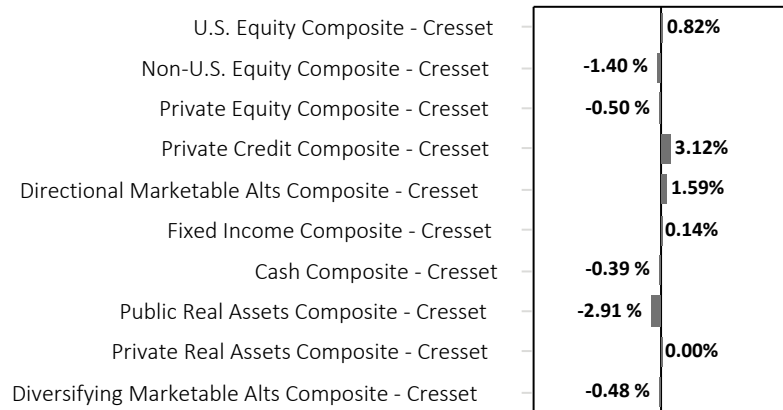 U.S. Equity Composite - Cresset 0.82%
Non-U.S. Equity Composite - Cresset -1.40 %
Private Equity Composite - Cresset -0.50 %
Private Credit Composite - Cresset 3.12%
Directional Marketable Alts Composite - Cresset 1.59%
Fixed Income Composite - Cresset 0.14%
Cash Composite - Cresset -0.39 %
Public Real Assets Composite - Cresset -2.91 %
Private Real Assets Composite - Cresset 0.00%
Diversifying Marketable Alts Composite - Cresset -0.48 %